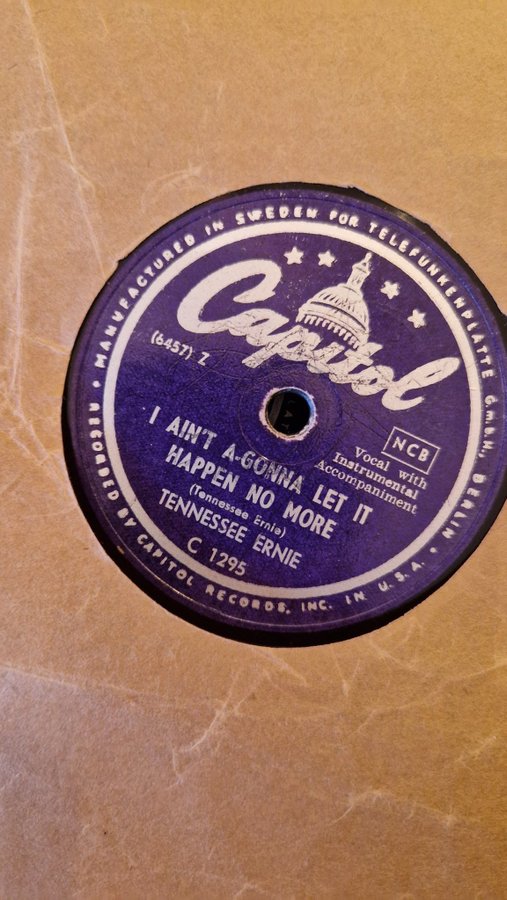 MANUFACTURED IN SWEDEN FOR TELEFUNKENPLATTE G.M.B.H., BERLIN
Capitol
(6457) Z
NCB
Vocal with
Instrumental
Accompaniment
I AIN'T A-GONNA LET IT
HAPPEN NO MORE
(Tennessee Ernie)
TENNESSEE ERNIE
C 1295
RECORDED BY CAPITOL RECORDS, INC. IN U.S.A.